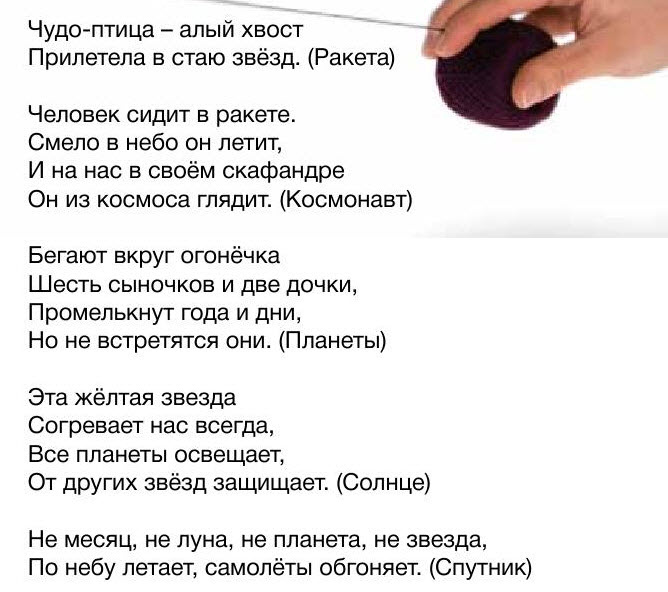 Чудо-птица – алый хвост
Прилетела в стаю звёзд. (Ракета)
Человек сидит в ракете.
Смело в небо он летит,
И на нас в своём скафандре
Он из космоса глядит. (Космонавт)
Бегают вкруг огонёчка
Шесть сыночков и две дочки,
Промелькнут года и дни,
Но не встретятся они. (Планеты)
Эта жёлтая звезда
Согревает нас всегда,
Все планеты освещает,
От других звёзд защищает. (Солнце)
Не месяц, не луна, не планета, не звезда,
По небу летает, самолёты обгоняет. (Спутник)